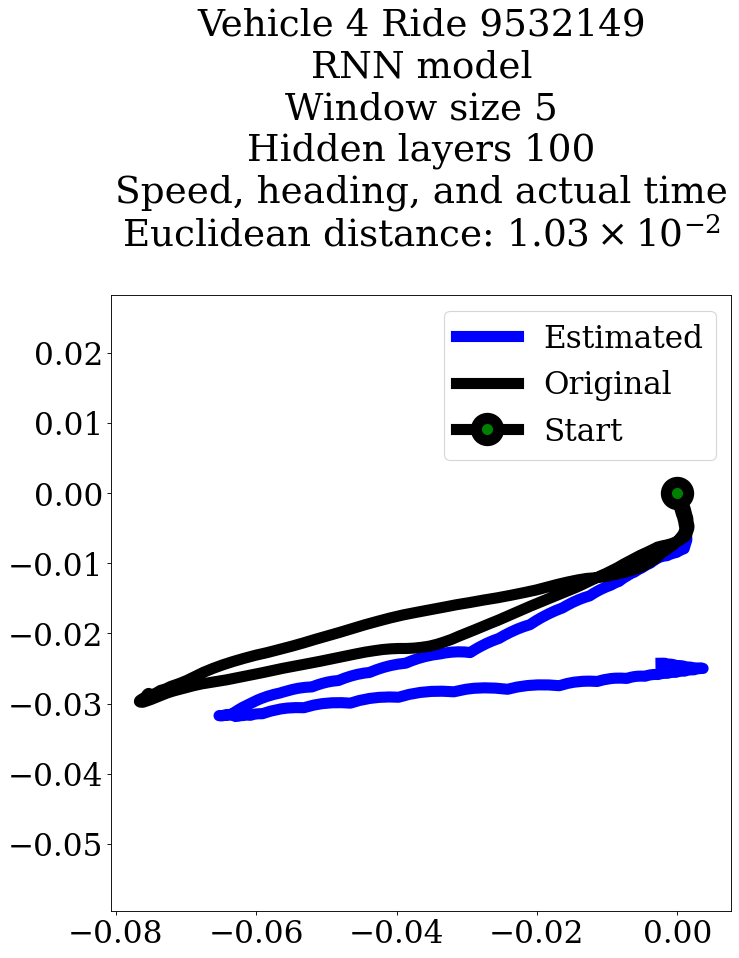 Vehicle 4 Ride 9532149
RNN model
Window size 5
Hidden layers 100
Speed, heading, and actual time
Euclidean distance: 1.03 × 10⁻²
Estimated
Original
Start
0.02
0.01
0.00
−0.01
−0.02
−0.03
−0.04
−0.05
−0.08 −0.06 −0.04 −0.02 0.00